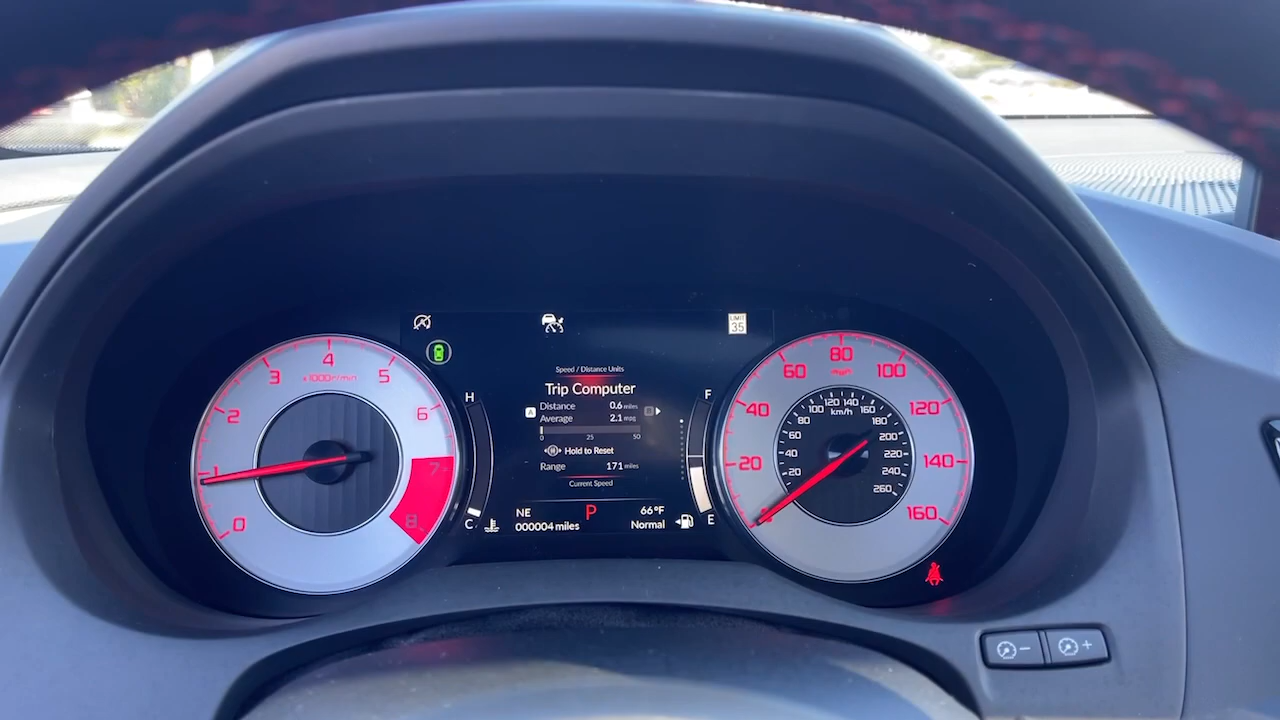 0
1
2
3
4
5
6
7
8
x1000r/min
H
C
LIMIT
35
Speed / Distance Units
Trip Computer
A
Distance 0.6 miles
Average 2.1 mpg
0 25 50
Hold to Reset
Range 171 miles
Current Speed
NE P 66°F
000004 miles Normal
F
E
20
40
60
80
100
120
140
160
mph
20
40
60
80
100
120
140
160
180
200
220
240
260
km/h